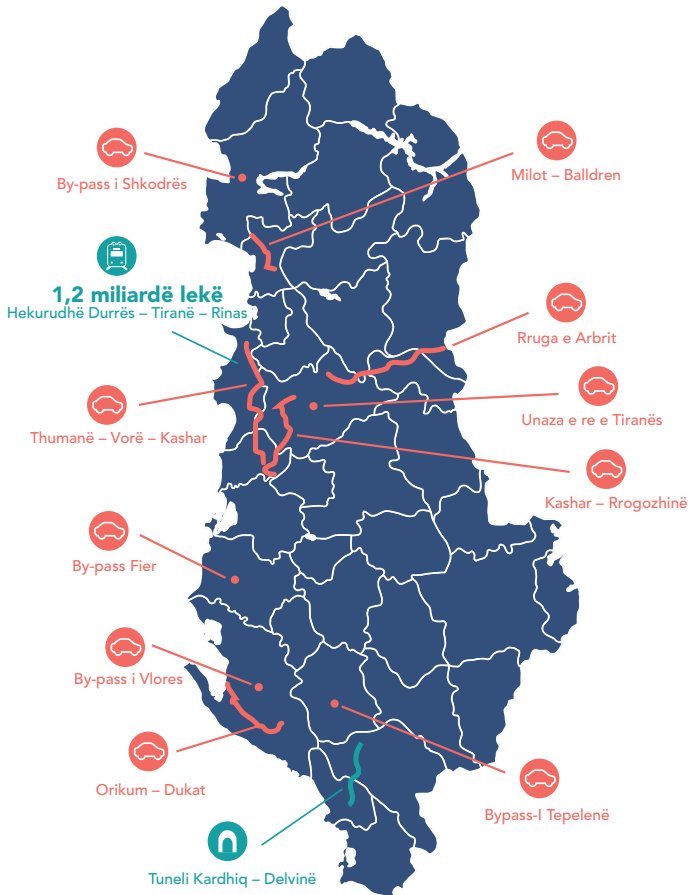 By-pass i Shkodrës
Milot – Balldren
1,2 miliardë lekë
Hekurudhë Durrës – Tiranë – Rinas
Rruga e Arbrit
Unaza e re e Tiranës
Thumanë – Vorë – Kashar
Kashar – Rrogozhinë
By-pass Fier
By-pass i Vlores
Orikum – Dukat
Bypass-I Tepelenë
Tuneli Kardhiq – Delvinë